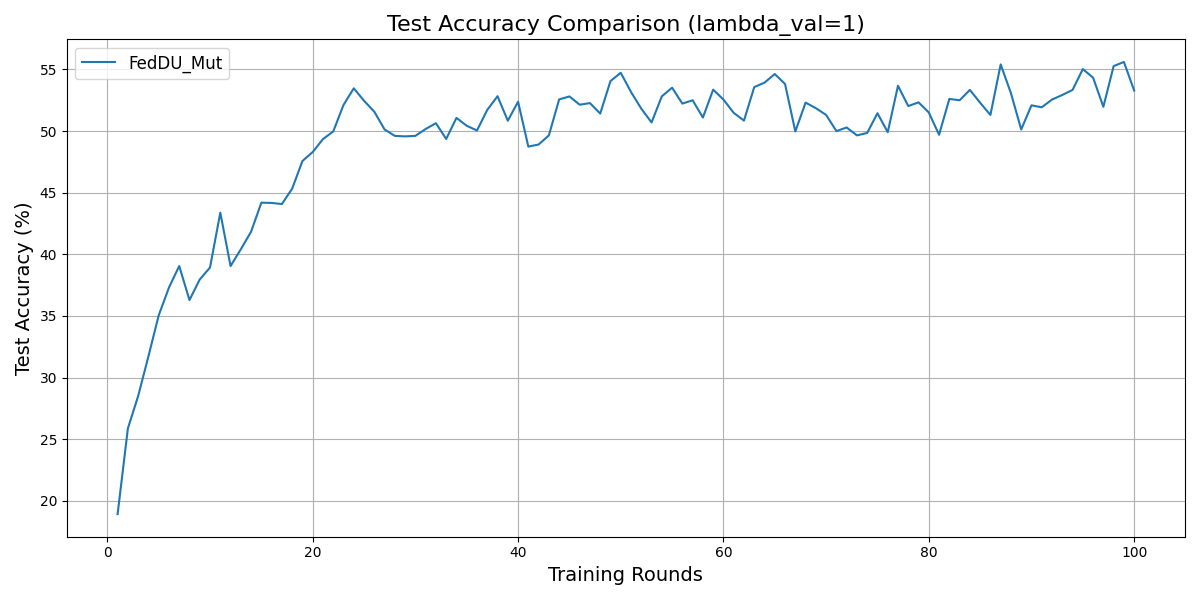 Test Accuracy Comparison (lambda_val=1)
FedDU_Mut
Test Accuracy (%)
55
50
45
40
35
30
25
20
0 20 40 60 80 100
Training Rounds